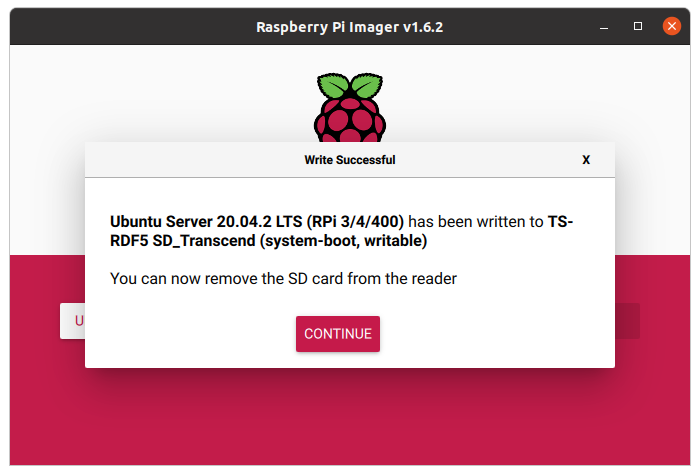 Raspberry Pi Imager v1.6.2
Write Successful X
Ubuntu Server 20.04.2 LTS (RPi 3/4/400) has been written to TS-
RDF5 SD_Transcend (system-boot, writable)
You can now remove the SD card from the reader
U
CONTINUE